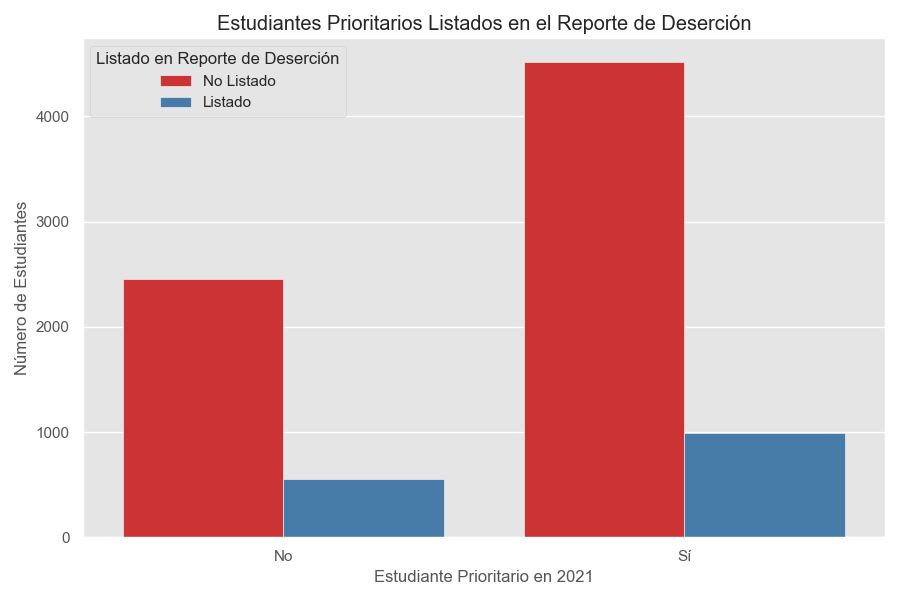 Estudiantes Prioritarios Listados en el Reporte de Deserción
Listado en Reporte de Deserción
No Listado
Listado
4000
3000
2000
1000
0
Número de Estudiantes
No
Sí
Estudiante Prioritario en 2021